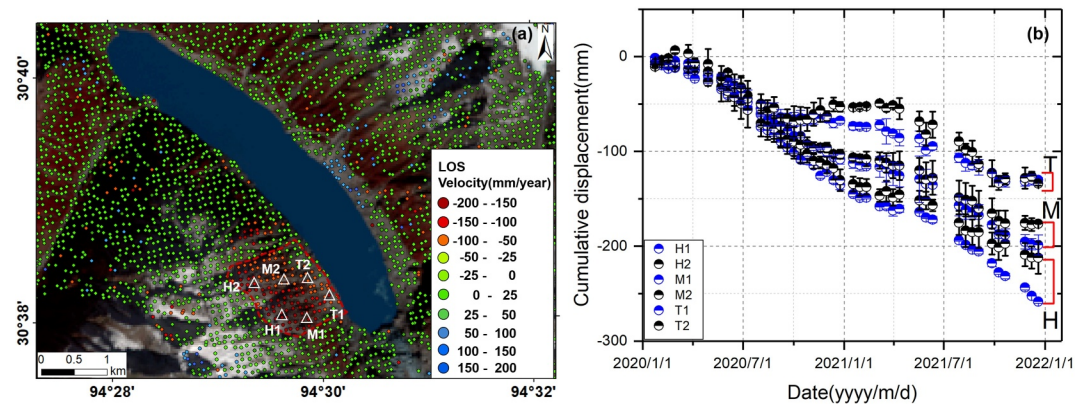 (a)
N
30°40'
30°38'
LOS
Velocity(mm/year)
-200 - -150
-150 - -100
-100 - -50
-50 - -25
-25 - 0
0 - 25
25 - 50
50 - 100
100 - 150
150 - 200
M2
T2
H2
T1
H1
M1
0 0.5 1
km
94°28'
94°30'
94°32'
(b)
Cumulative displacement(mm)
0
-100
-200
-300
T
M
H
H1
H2
M1
M2
T1
T2
2020/1/1
2020/7/1
2021/1/1
2021/7/1
2022/1/1
Date(yyyy/m/d)